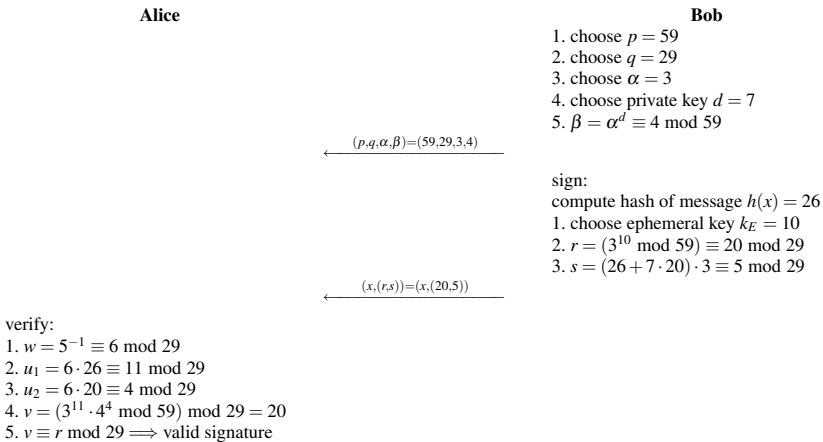 Alice
Bob
1. choose p = 59
2. choose q = 29
3. choose α = 3
4. choose private key d = 7
5. β = α^d ≡ 4 mod 59
(p,q,α,β)=(59,29,3,4)
sign:
compute hash of message h(x) = 26
1. choose ephemeral key k_E = 10
2. r = (3^10 mod 59) ≡ 20 mod 29
3. s = (26 + 7 · 20) · 3 ≡ 5 mod 29
(x,(r,s))=(x,(20,5))
verify:
1. w = 5^−1 ≡ 6 mod 29
2. u_1 = 6 · 26 ≡ 11 mod 29
3. u_2 = 6 · 20 ≡ 4 mod 29
4. v = (3^11 · 4^4 mod 59) mod 29 = 20
5. v ≡ r mod 29 ⟹ valid signature